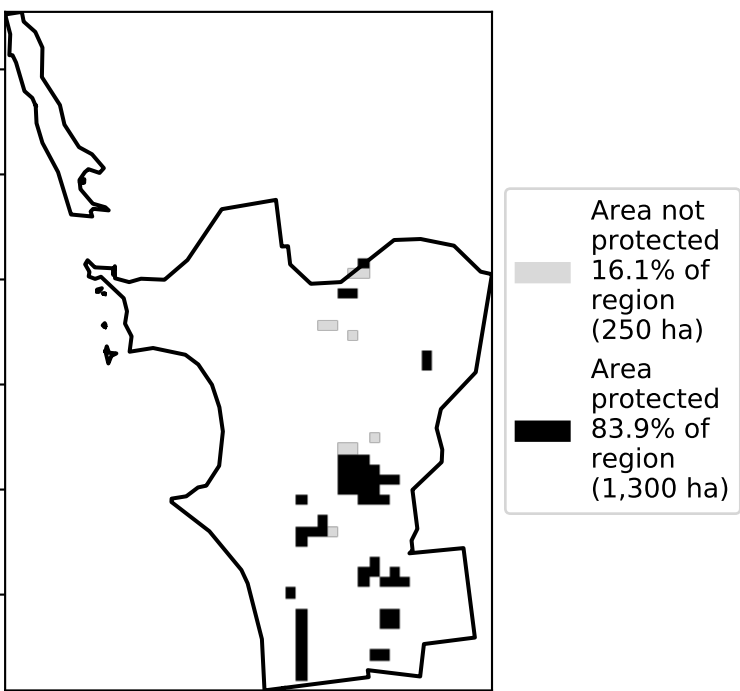 Area not
protected
16.1% of
region
(250 ha)
Area
protected
83.9% of
region
(1,300 ha)